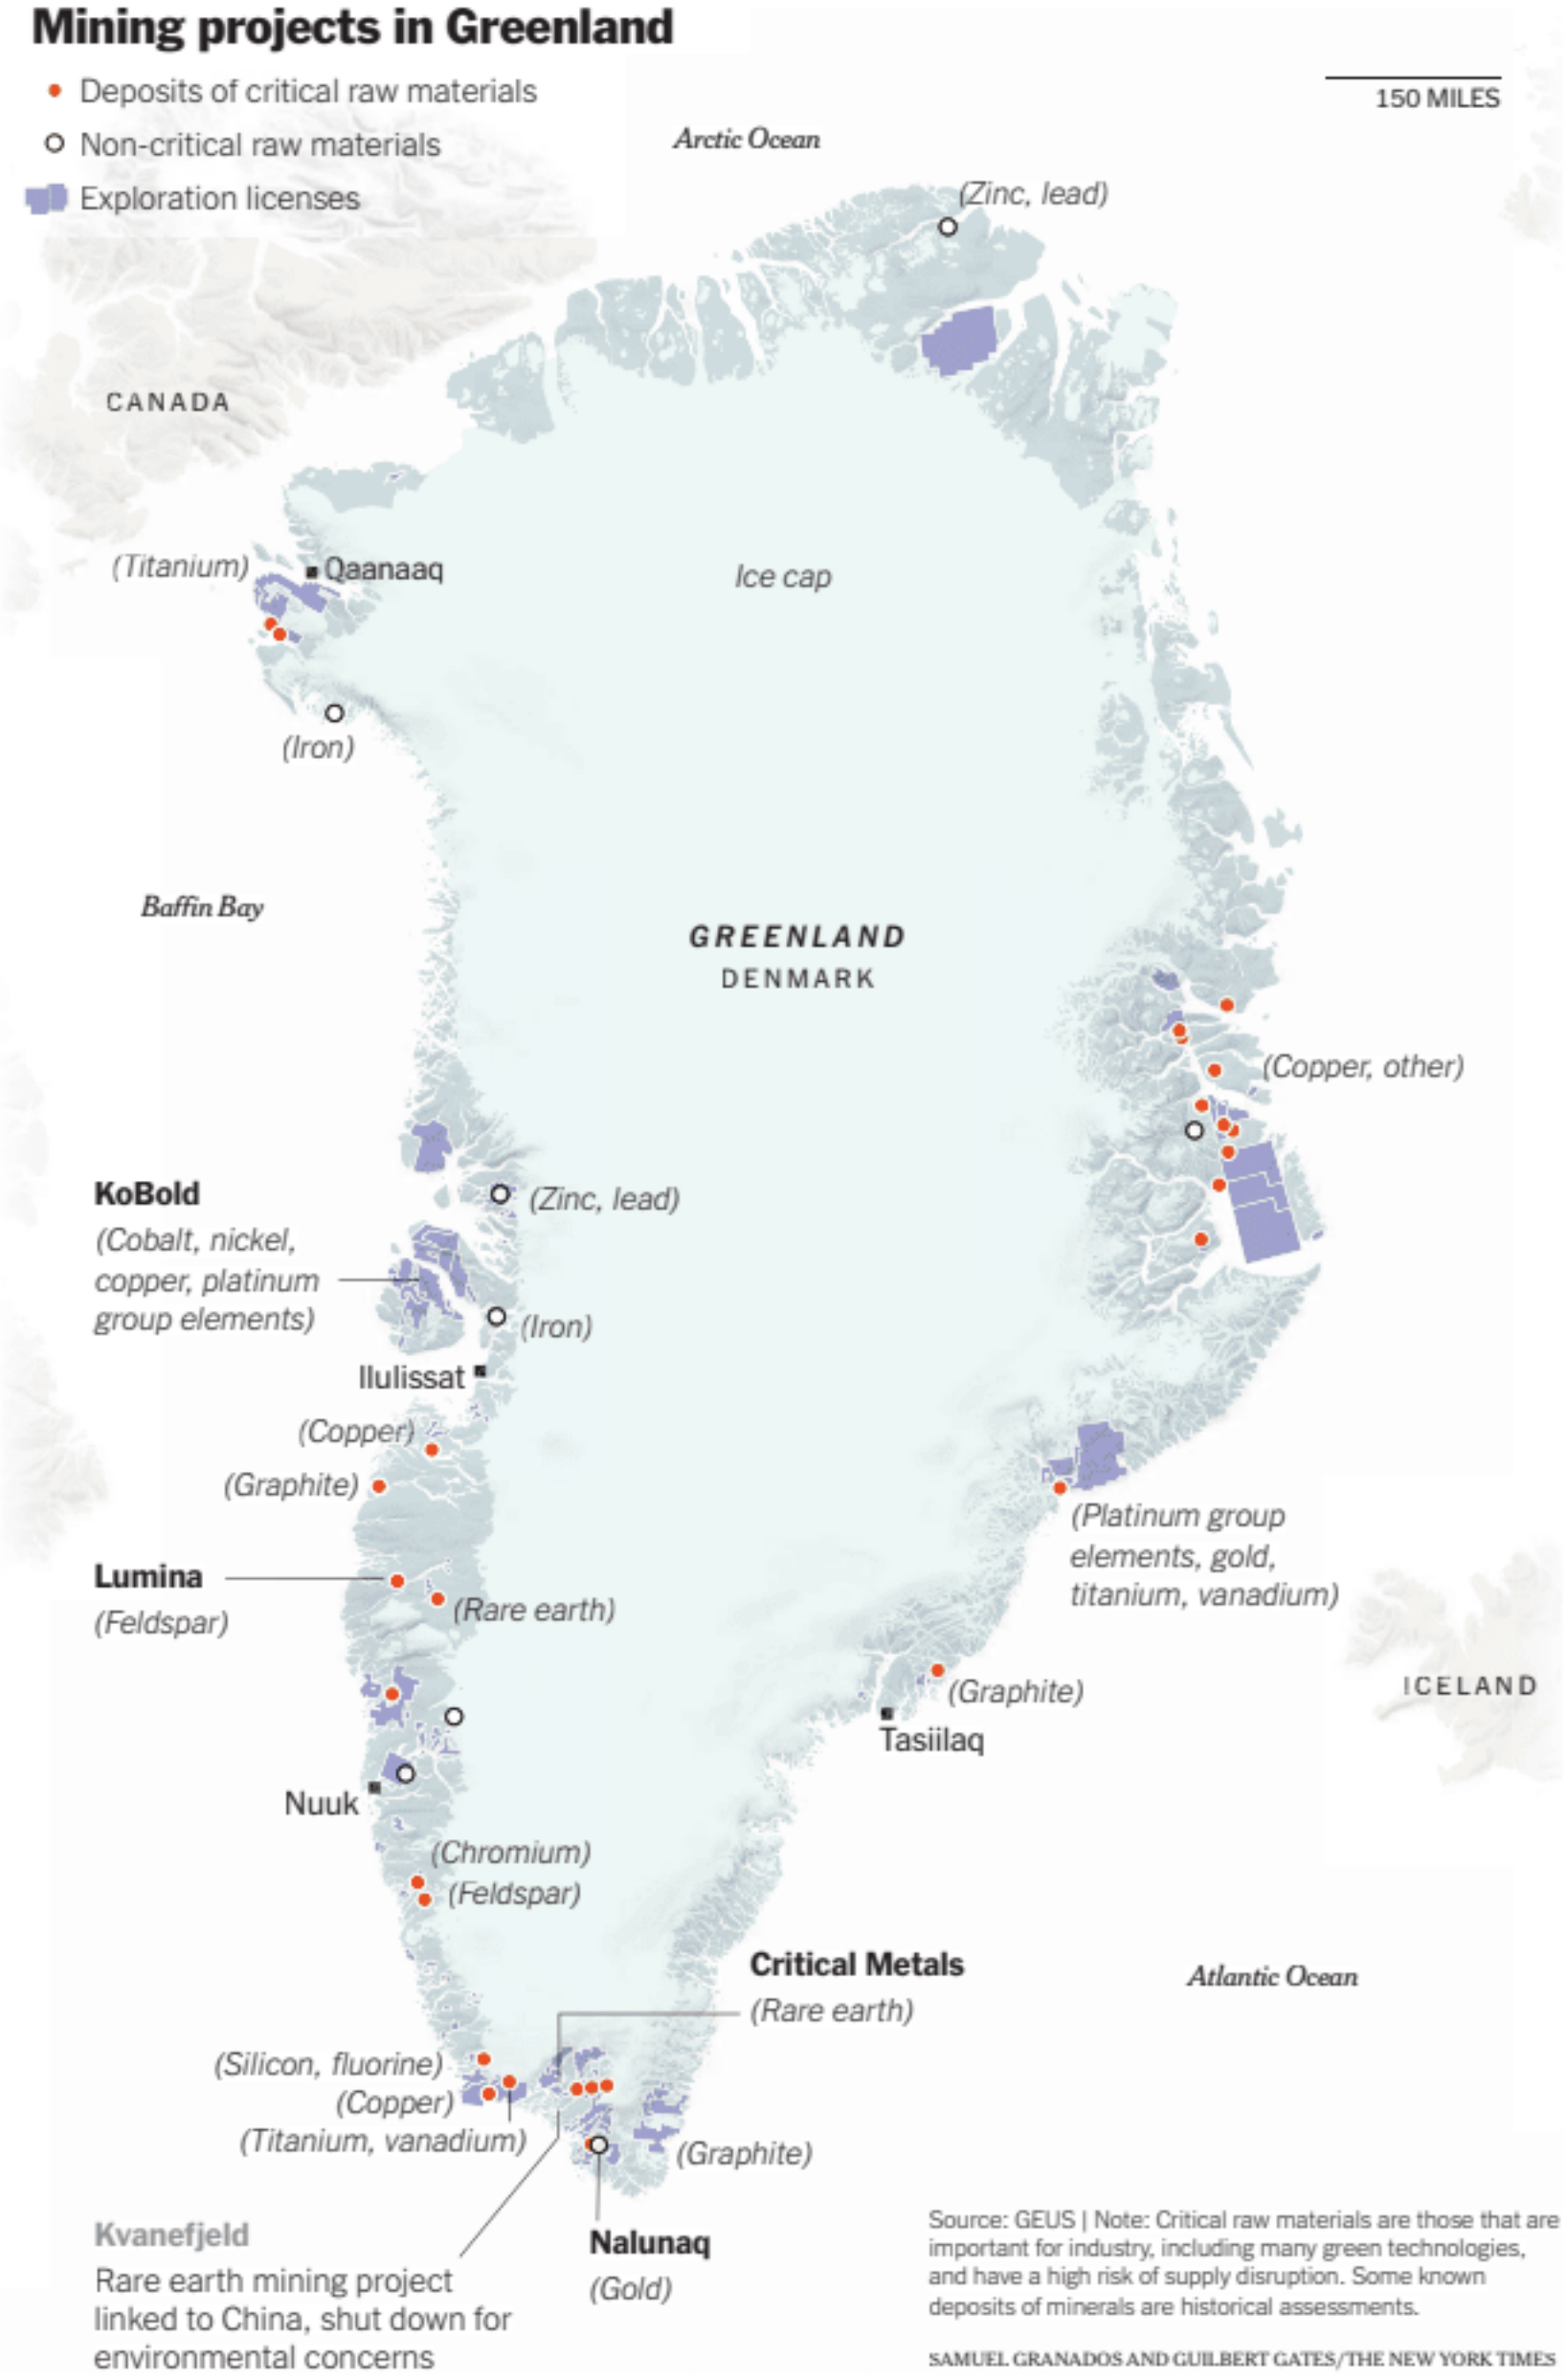 Mining projects in Greenland
Deposits of critical raw materials
Non-critical raw materials
Exploration licenses
150 MILES
Arctic Ocean
(Zinc, lead)
CANADA
(Titanium)
Qaanaaq
Ice cap
(Iron)
Baffin Bay
GREENLAND
DENMARK
(Copper, other)
KoBold
(Cobalt, nickel,
copper, platinum
group elements)
(Zinc, lead)
(Iron)
Ilulissat
(Copper)
(Graphite)
(Platinum group
elements, gold,
titanium, vanadium)
Lumina
(Feldspar)
(Rare earth)
(Graphite)
Tasiilaq
ICELAND
Nuuk
(Chromium)
(Feldspar)
Critical Metals
(Rare earth)
Atlantic Ocean
(Silicon, fluorine)
(Copper)
(Titanium, vanadium)
(Graphite)
Kvanefjeld
Rare earth mining project
linked to China, shut down for
environmental concerns
Nalunaq
(Gold)
Source: GEUS | Note: Critical raw materials are those that are
important for industry, including many green technologies,
and have a high risk of supply disruption. Some known
deposits of minerals are historical assessments.
SAMUEL GRANADOS AND GUILBERT GATES/THE NEW YORK TIMES